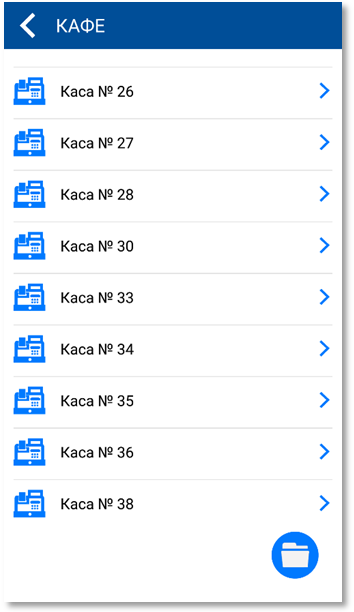 КАФЕ
Каса № 26
Каса № 27
Каса № 28
Каса № 30
Каса № 33
Каса № 34
Каса № 35
Каса № 36
Каса № 38